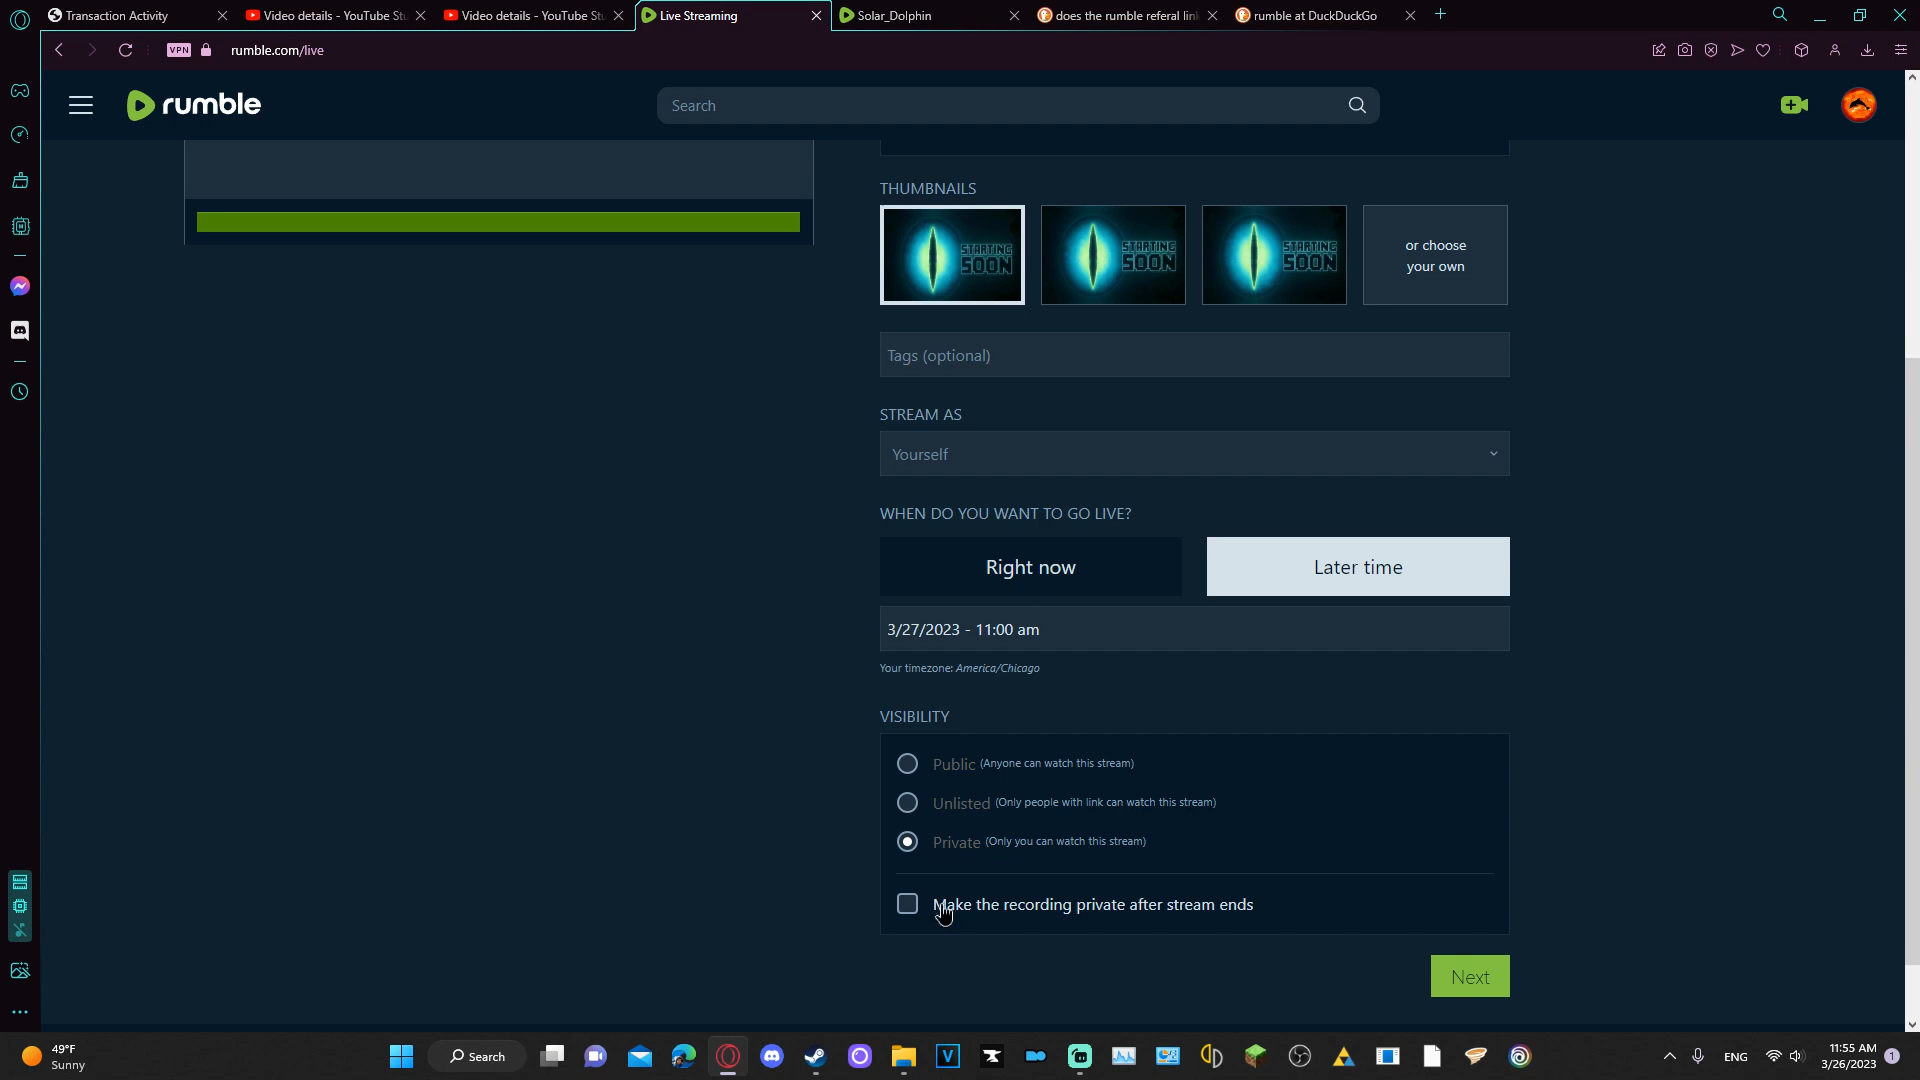 Transaction Activity
Video details - YouTube Stu
Video details - YouTube Stu
Live Streaming
Solar_Dolphin
does the rumble referal link
rumble at DuckDuckGo
VPN
rumble.com/live
rumble
Search
THUMBNAILS
STARTING SOON
STARTING SOON
STARTING SOON
or choose
your own
Tags (optional)
STREAM AS
Yourself
WHEN DO YOU WANT TO GO LIVE?
Right now
Later time
3/27/2023 - 11:00 am
Your timezone: America/Chicago
VISIBILITY
Public (Anyone can watch this stream)
Unlisted (Only people with link can watch this stream)
Private (Only you can watch this stream)
Make the recording private after stream ends
Next
49°F
Sunny
Search
V
ENG
11:55 AM
3/26/2023
1